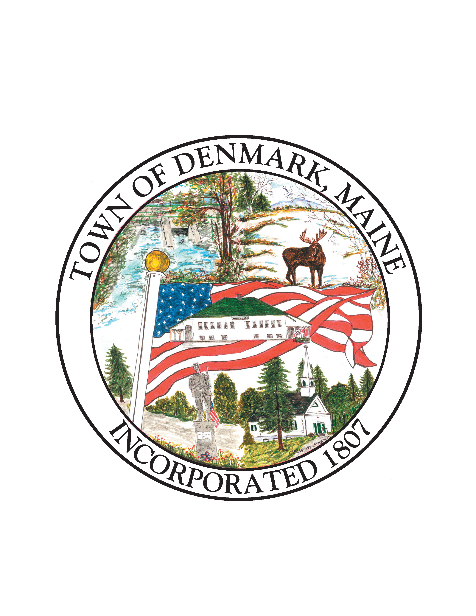 TOWN OF DENMARK, MAINE
INCORPORATED 1807